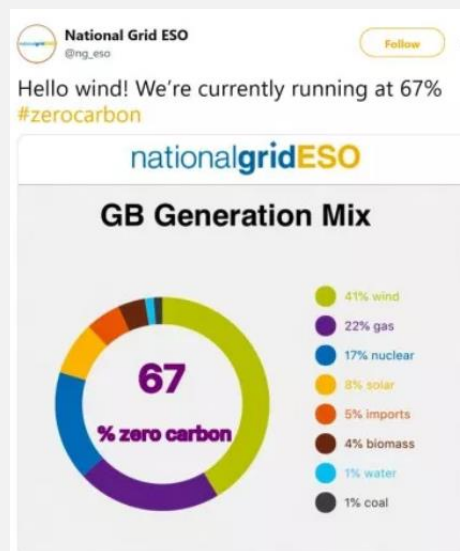 National Grid ESO
@ng_eso
Follow
Hello wind! We're currently running at 67%
#zerocarbon
nationalgridESO
GB Generation Mix
67
% zero carbon
41% wind
22% gas
17% nuclear
8% solar
5% imports
4% biomass
1% water
1% coal